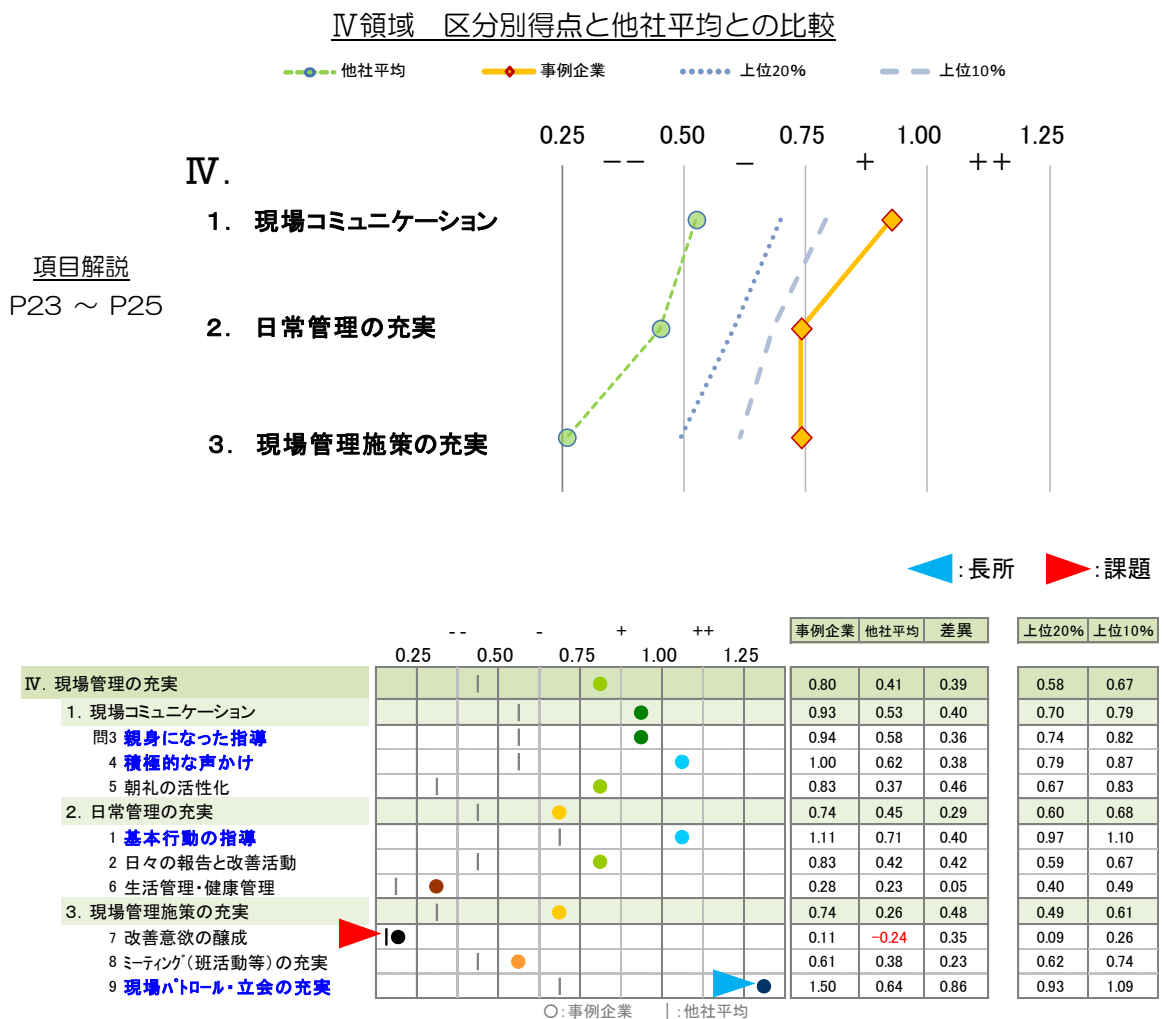 Ⅳ領域　区分別得点と他社平均との比較
他社平均 事例企業 上位20% 上位10%
0.25 0.50 0.75 1.00 1.25
−− − + ++
Ⅳ.
1. 現場コミュニケーション
項目解説
P23 ～ P25
2. 日常管理の充実
3. 現場管理施策の充実
:長所 :課題
-- - + ++ 事例企業 他社平均 差異 上位20% 上位10%
0.25 0.50 0.75 1.00 1.25
Ⅳ. 現場管理の充実 0.80 0.41 0.39 0.58 0.67
1. 現場コミュニケーション 0.93 0.53 0.40 0.70 0.79
問3 親身になった指導 0.94 0.58 0.36 0.74 0.82
4 積極的な声かけ 1.00 0.62 0.38 0.79 0.87
5 朝礼の活性化 0.83 0.37 0.46 0.67 0.83
2. 日常管理の充実 0.74 0.45 0.29 0.60 0.68
1 基本行動の指導 1.11 0.71 0.40 0.97 1.10
2 日々の報告と改善活動 0.83 0.42 0.42 0.59 0.67
6 生活管理・健康管理 0.28 0.23 0.05 0.40 0.49
3. 現場管理施策の充実 0.74 0.26 0.48 0.49 0.61
7 改善意欲の醸成 0.11 −0.24 0.35 0.09 0.26
8 ﾐｰﾃｨﾝｸﾞ(班活動等)の充実 0.61 0.38 0.23 0.62 0.74
9 現場ﾊﾟﾄﾛｰﾙ・立会の充実 1.50 0.64 0.86 0.93 1.09
○:事例企業 |:他社平均